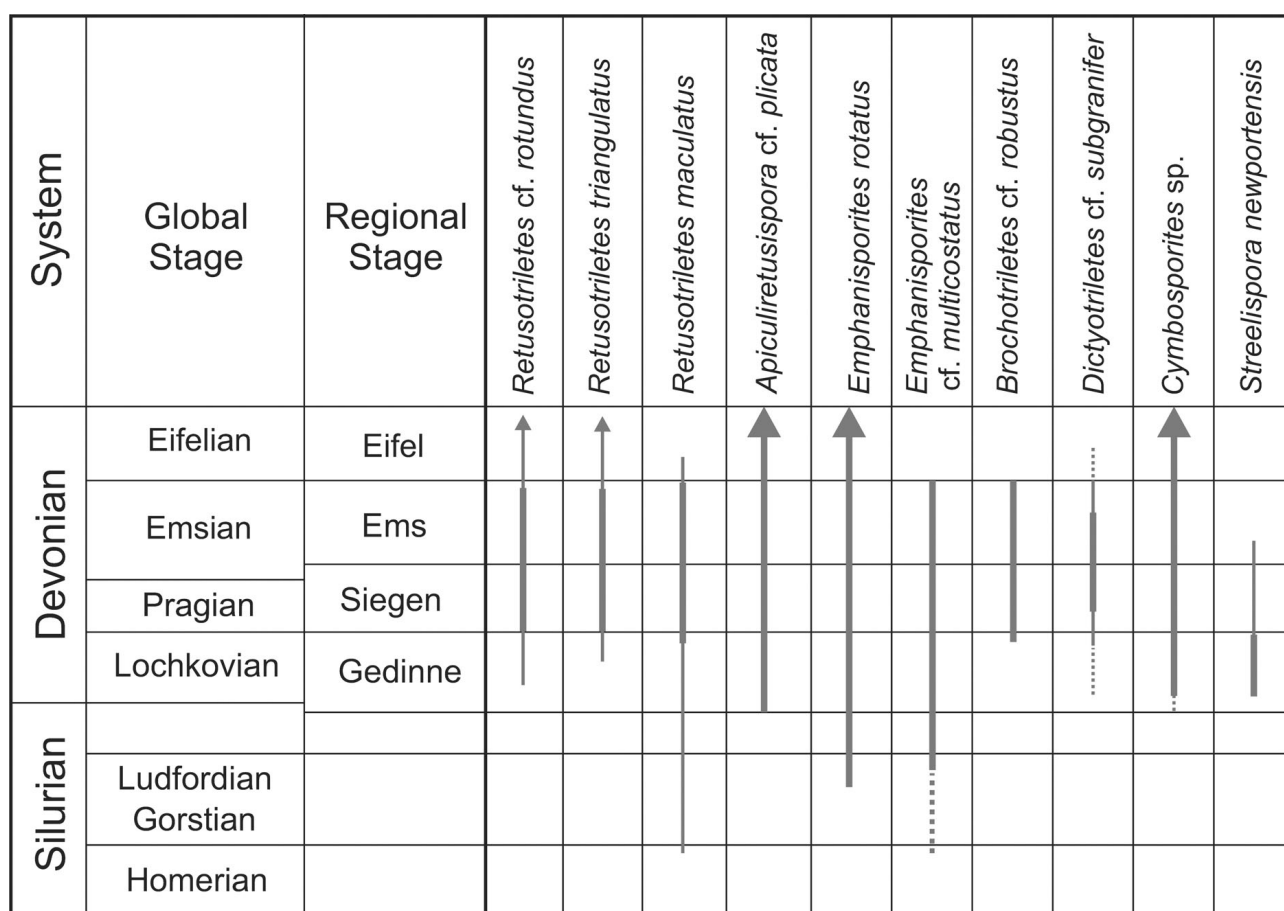 System
Global
Stage
Regional
Stage
Retusotriletes cf. rotundus
Retusotriletes triangulatus
Retusotriletes maculatus
Apiculiretusispora cf. plicata
Emphanisporites rotatus
Emphanisporites
cf. multicostatus
Brochotriletes cf. robustus
Dictyotriletes cf. subgranifer
Cymbosporites sp.
Streelispora newportensis
Devonian
Eifelian
Eifel
Emsian
Ems
Pragian
Siegen
Lochkovian
Gedinne
Silurian
Ludfordian
Gorstian
Homerian